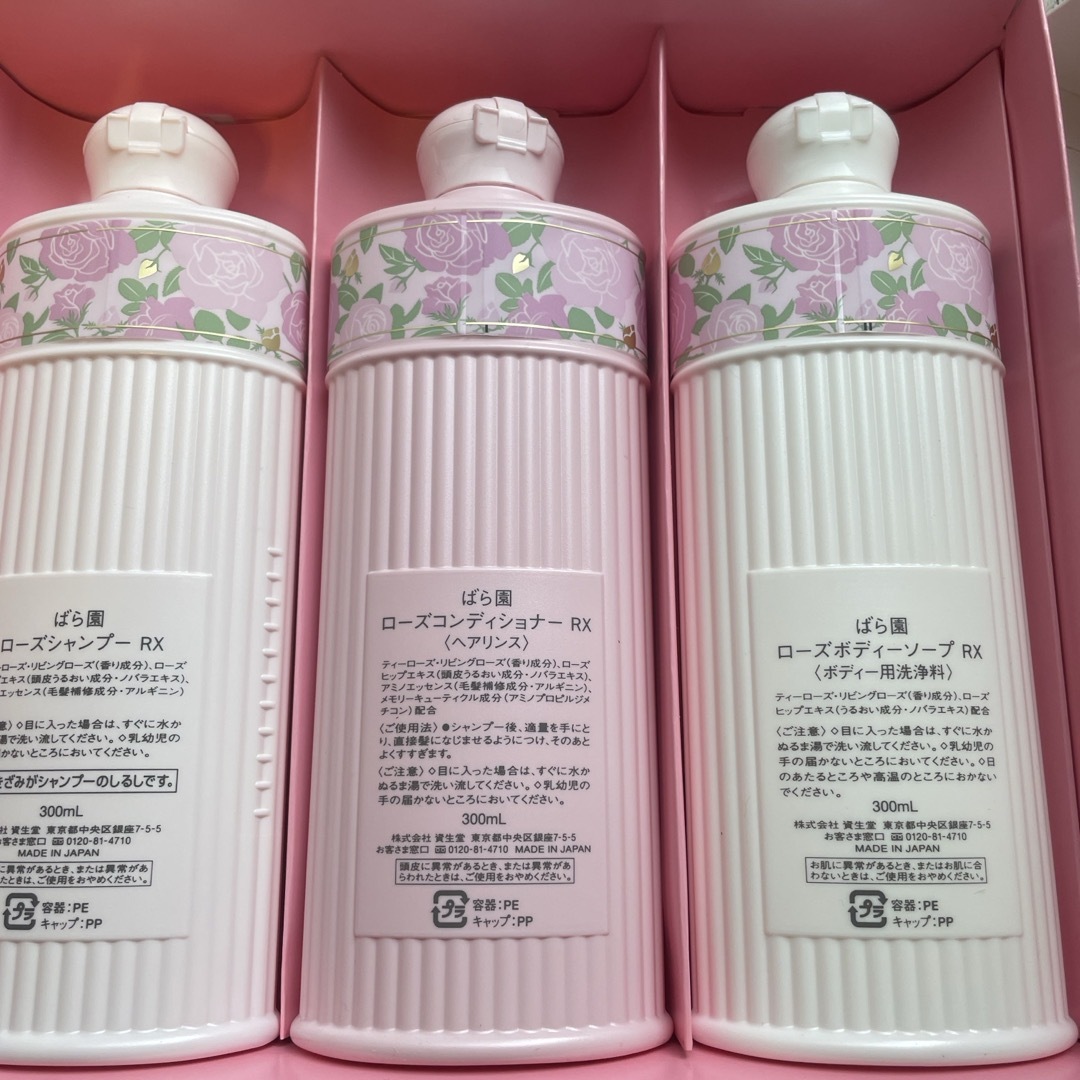 ばら園
ローズシャンプー RX
ローズ・リビングローズ(香り成分)、ローズ
プエキス(頭皮うるおい成分・ノバラエキス)、
エッセンス(毛髪補修成分・アルギニン)
意〉◇目に入った場合は、すぐに水か
湯で洗い流してください。◇乳幼児の
かないところにおいてください。
きざみがシャンプーのしるしです。
300mL
社 資生堂 東京都中央区銀座7-5-5
お客さま窓口 0120-81-4710
MADE IN JAPAN
に異常があるとき、または異常があ
たときは、ご使用をおやめください。
プラ
容器:PE
キャップ:PP
ばら園
ローズコンディショナー RX
〈ヘアリンス〉
ティーローズ・リビングローズ(香り成分)、ローズ
ヒップエキス(頭皮うるおい成分・ノバラエキス)、
アミノエッセンス(毛髪補修成分・アルギニン)、
メモリーキューティクル成分(アミノプロピルジメ
チコン)配合
〈ご使用法〉●シャンプー後、適量を手にと
り、直接髪になじませるようにつけ、そのあと
よくすすぎます。
〈ご注意〉◇目に入った場合は、すぐに水か
ぬるま湯で洗い流してください。◇乳幼児の
手の届かないところにおいてください。
300mL
株式会社 資生堂 東京都中央区銀座7-5-5
お客さま窓口 0120-81-4710 MADE IN JAPAN
頭皮に異常があるとき、または異常があ
らわれたときは、ご使用をおやめください。
プラ
容器:PE
キャップ:PP
ばら園
ローズボディーソープ RX
〈ボディー用洗浄料〉
ティーローズ・リビングローズ(香り成分)、ローズ
ヒップエキス(うるおい成分・ノバラエキス)配合
〈ご注意〉◇目に入った場合は、すぐに水か
ぬるま湯で洗い流してください。◇乳幼児の
手の届かないところにおいてください。◇日
のあたるところや高温のところにおかない
でください。
300mL
株式会社 資生堂 東京都中央区銀座7-5-5
お客さま窓口 0120-81-4710
MADE IN JAPAN
お肌に異常があるとき、またはお肌に合
わないときは、ご使用をおやめください。
プラ
容器:PE
キャップ:PP